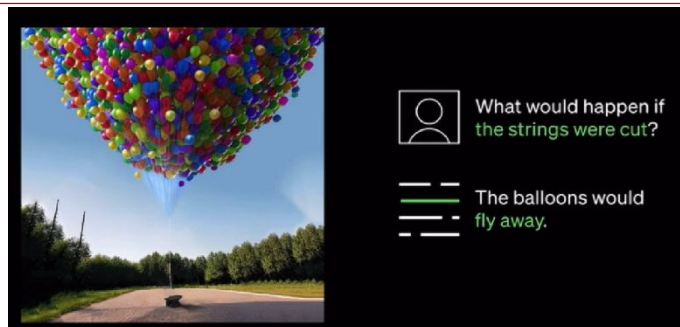 What would happen if
the strings were cut?
The balloons would
fly away.